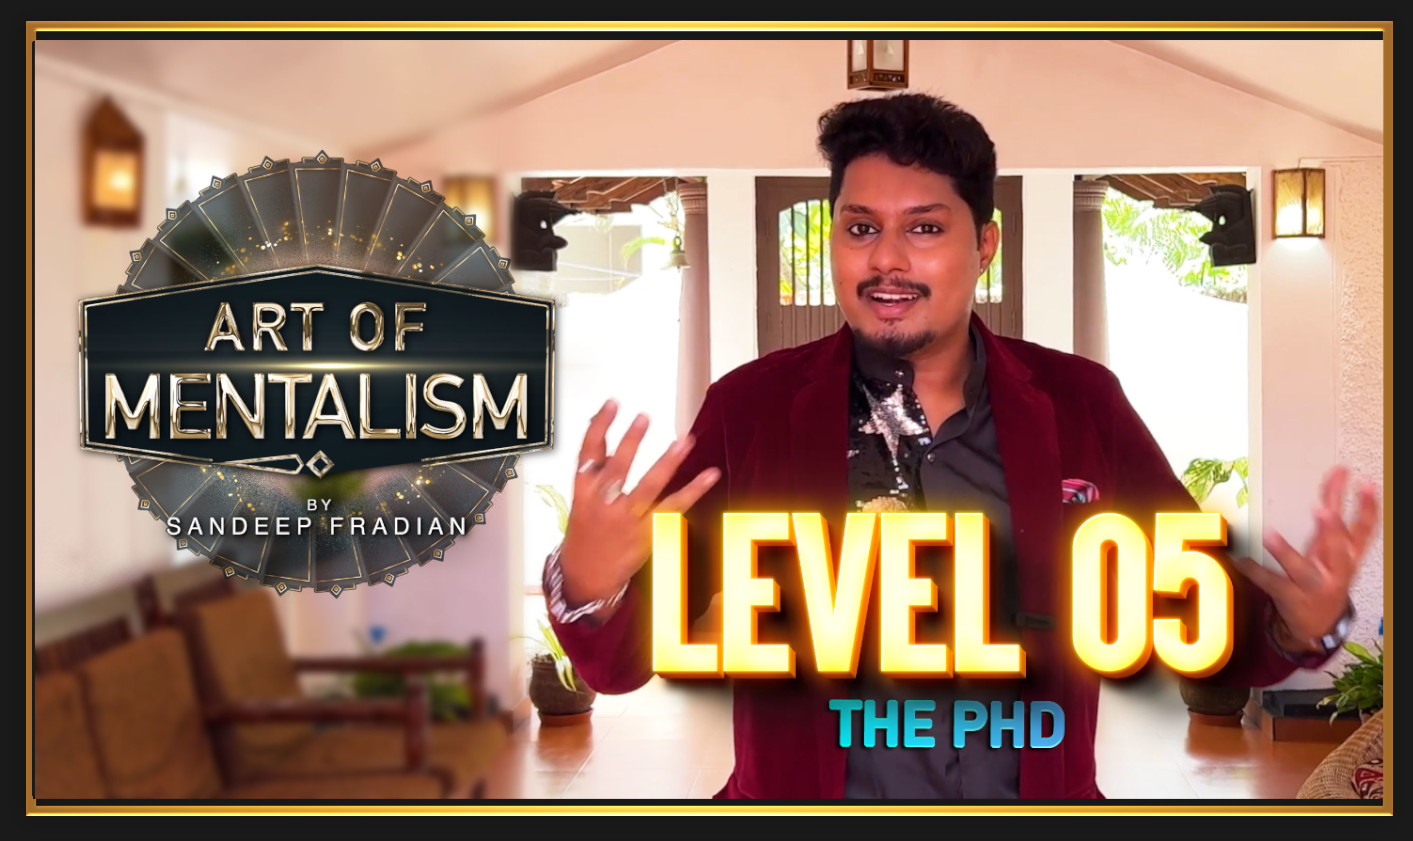 ART OF
MENTALISM
BY
SANDEEP FRADIAN
LEVEL 05
THE PHD